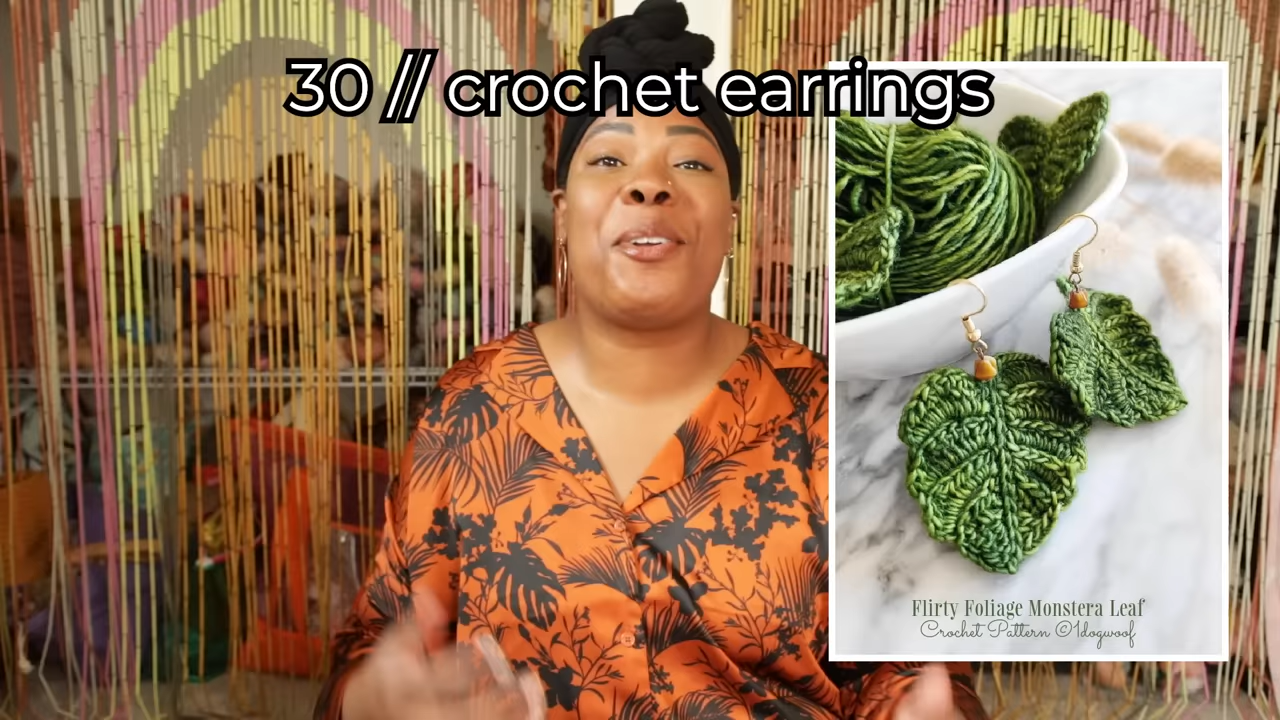 30 // crochet earrings
Flirty Foliage Monstera Leaf
Crochet Pattern ©1dogwoof